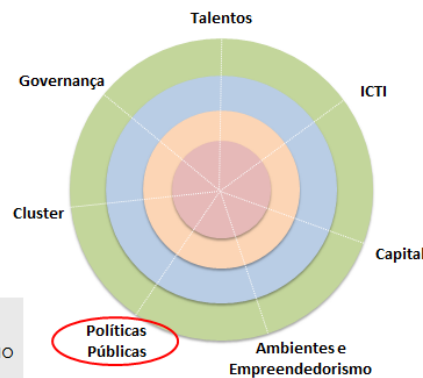 Talentos
Governança
ICTI
Cluster
Capital
Políticas
Públicas
Ambientes e
Empreendedorismo